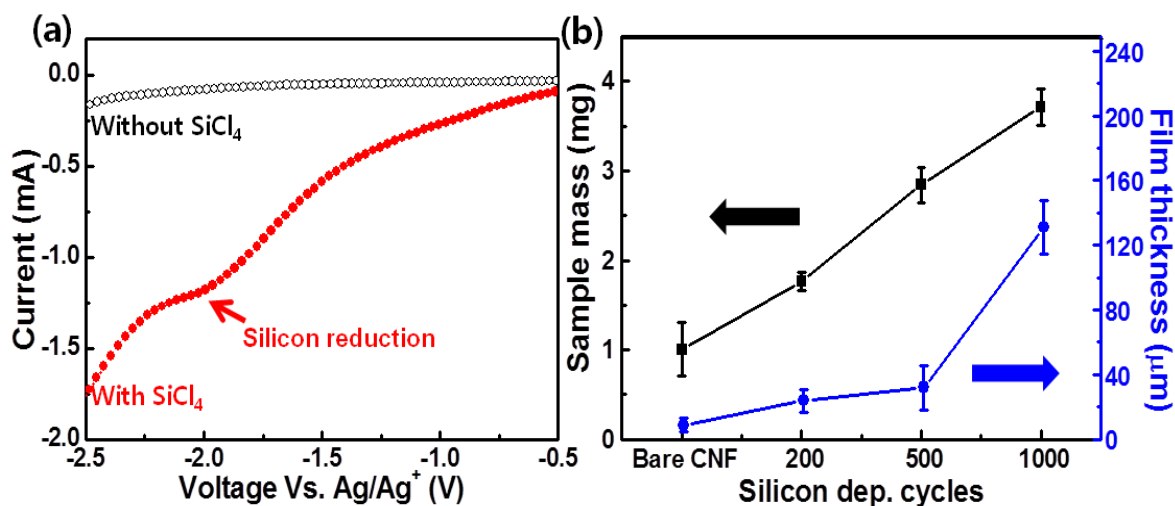 (a)
0.0
-0.5
-1.0
-1.5
-2.0
Current (mA)
Without SiCl4
Silicon reduction
With SiCl4
-2.5 -2.0 -1.5 -1.0 -0.5
Voltage Vs. Ag/Ag+ (V)
(b)
4
3
2
1
0
Sample mass (mg)
240
200
160
120
80
40
0
Film thickness (μm)
Bare CNF 200 500 1000
Silicon dep. cycles